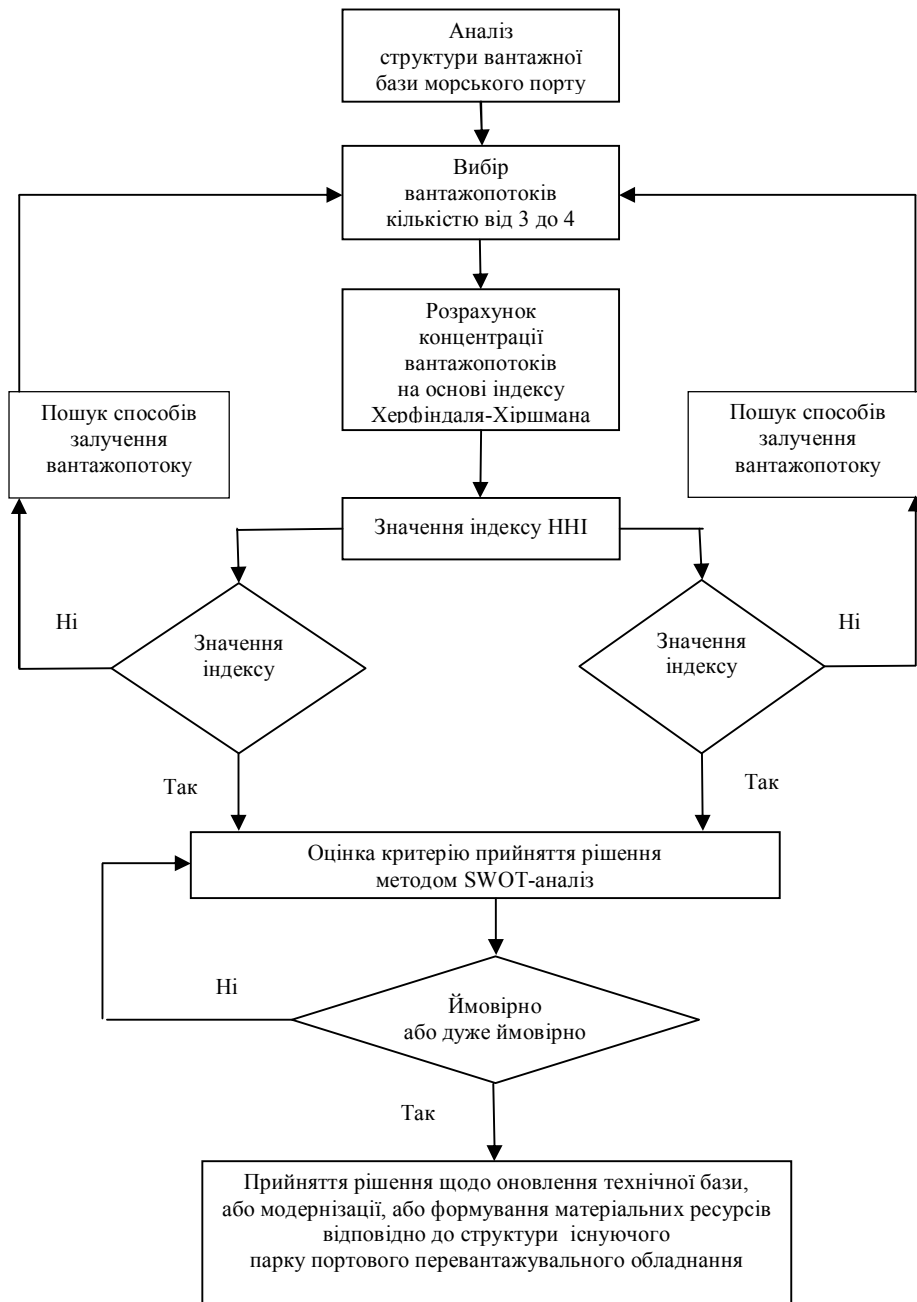 Аналіз
структури вантажної
бази морського порту
Вибір
вантажопотоків
кількістю від 3 до 4
Розрахунок
концентрації
вантажопотоків
на основі індексу
Херфіндаля-Хіршмана
Пошук способів
залучення
вантажопотоку
Пошук способів
залучення
вантажопотоку
Значення індексу ННІ
Ні
Значення
індексу
Значення
індексу
Ні
Так
Так
Оцінка критерію прийняття рішення
методом SWOT-аналіз
Ні
Ймовірно
або дуже ймовірно
Так
Прийняття рішення щодо оновлення технічної бази,
або модернізації, або формування матеріальних ресурсів
відповідно до структури існуючого
парку портового перевантажувального обладнання